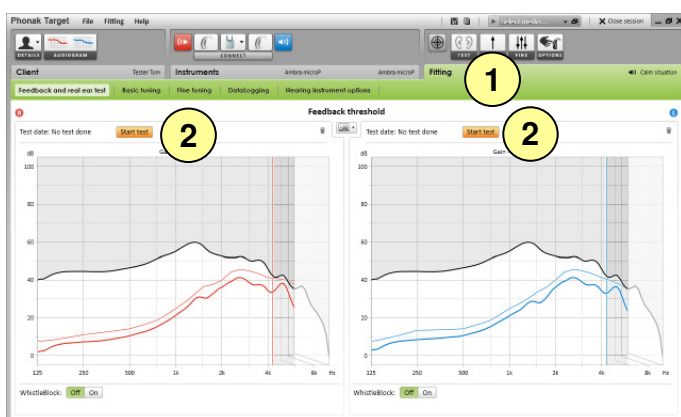 Phonak Target File Fitting Help
Close session
DETAILS AUDIOGRAM
CONNECT
TEST FINE OPTIONS
Client Tester Tom Instruments Ambra microP Ambra microP Fitting Calm situation
1
Feedback and real ear test Basic tuning Fine tuning DataLogging Hearing instrument options
Feedback threshold
Test date: No test done Start test 2
Test date: No test done Start test 2
dB
100
80
60
40
20
0
125 250 500 1k 2k 4k 8k Hz
dB Gain
100
80
60
40
20
0
125 250 500 1k 2k 4k 8k Hz
WhistleBlock: Off On
WhistleBlock: Off On